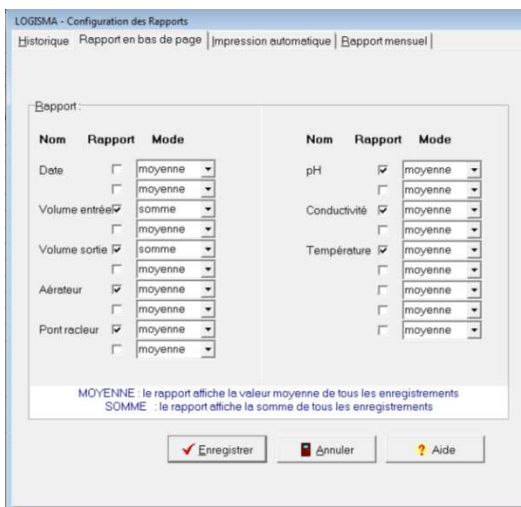 LOGISMA - Configuration des Rapports
Historique Rapport en bas de page Impression automatique Rapport mensuel
Rapport :
Nom Rapport Mode
Date moyenne
moyenne
Volume entrée somme
moyenne
Volume sortie somme
moyenne
Aérateur moyenne
moyenne
Pont racleur moyenne
moyenne
Nom Rapport Mode
pH moyenne
moyenne
Conductivité moyenne
moyenne
Température moyenne
moyenne
moyenne
moyenne
moyenne
MOYENNE : le rapport affiche la valeur moyenne de tous les enregistrements
SOMME : le rapport affiche la somme de tous les enregistrements
Enregistrer Annuler ? Aide